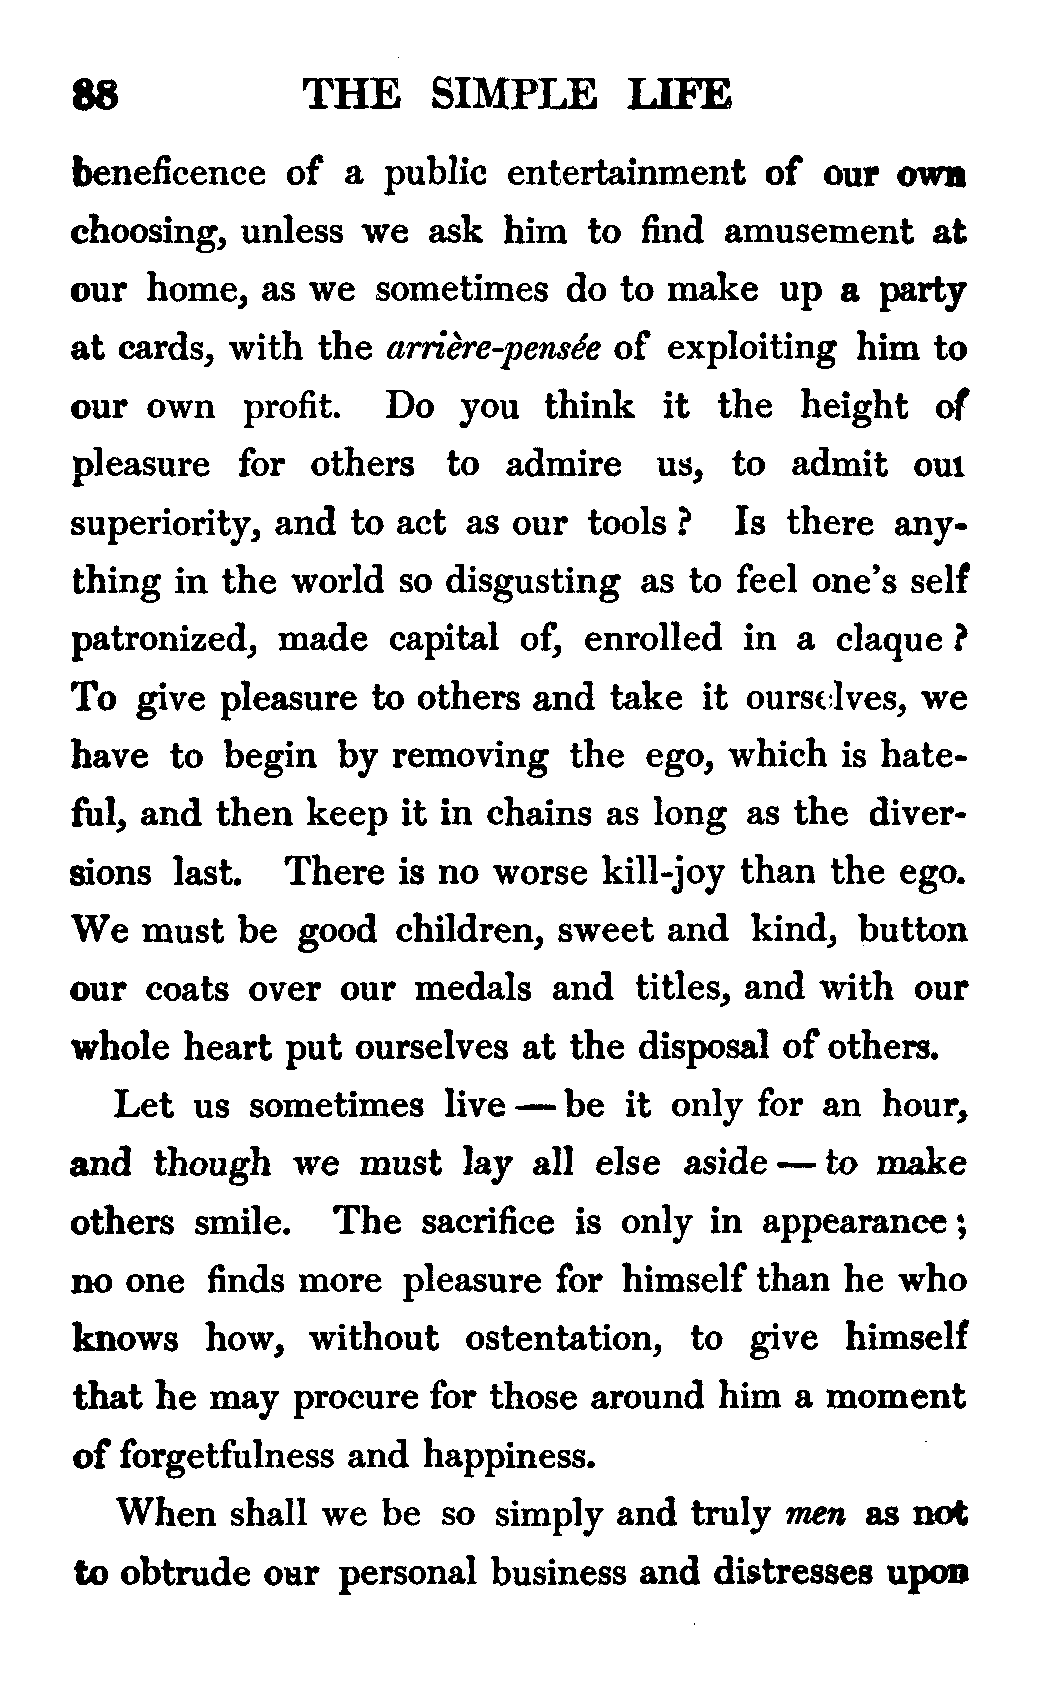 88 THE SIMPLE LIFE
beneficence of a public entertainment of our own
choosing, unless we ask him to find amusement at
our home, as we sometimes do to make up a party
at cards, with the arrière-pensée of exploiting him to
our own profit. Do you think it the height of
pleasure for others to admire us, to admit our
superiority, and to act as our tools? Is there any-
thing in the world so disgusting as to feel one's self
patronized, made capital of, enrolled in a claque?
To give pleasure to others and take it ourselves, we
have to begin by removing the ego, which is hate-
ful, and then keep it in chains as long as the diver-
sions last. There is no worse kill-joy than the ego.
We must be good children, sweet and kind, button
our coats over our medals and titles, and with our
whole heart put ourselves at the disposal of others.
Let us sometimes live — be it only for an hour,
and though we must lay all else aside — to make
others smile. The sacrifice is only in appearance;
no one finds more pleasure for himself than he who
knows how, without ostentation, to give himself
that he may procure for those around him a moment
of forgetfulness and happiness.
When shall we be so simply and truly men as not
to obtrude our personal business and distresses upon